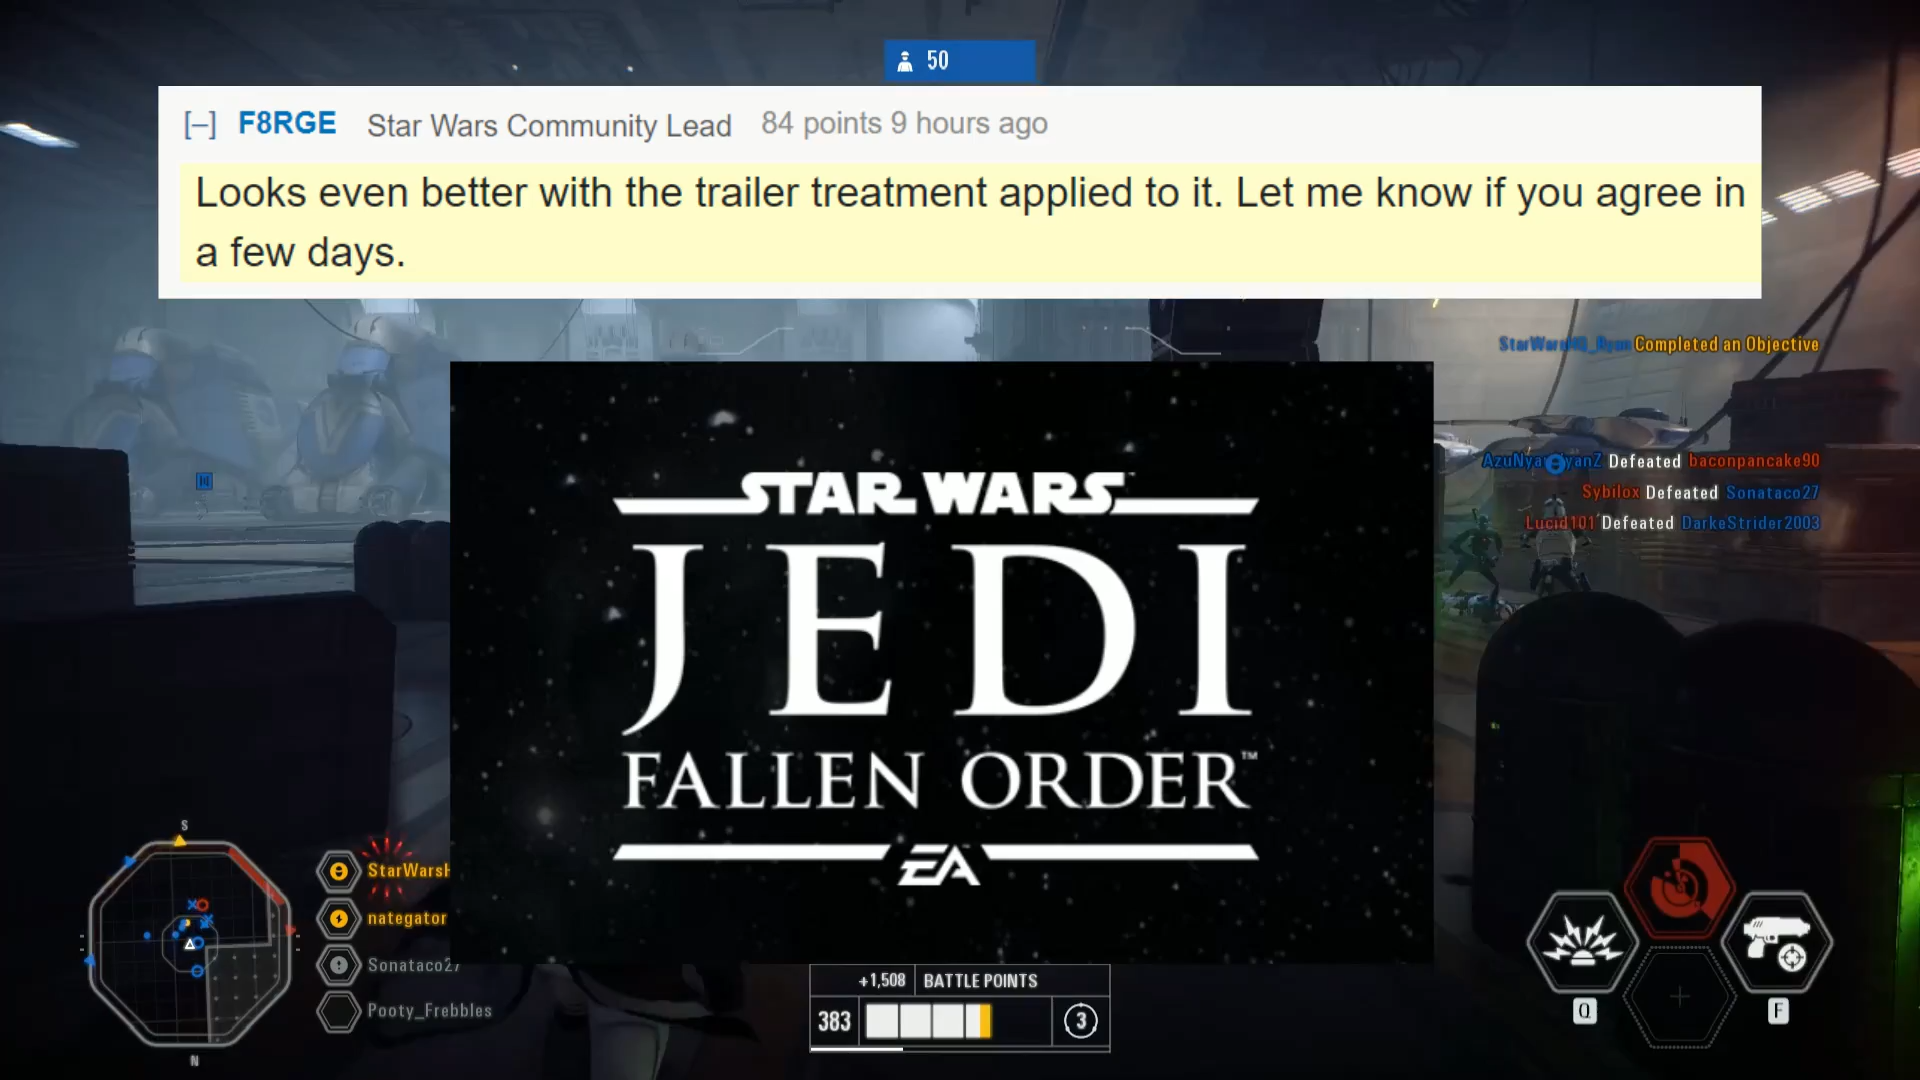 50
[–] F8RGE Star Wars Community Lead 84 points 9 hours ago
Looks even better with the trailer treatment applied to it. Let me know if you agree in
a few days.
Completed an Objective
Defeated baconpancake90
Sybilox Defeated Sonataco27
Lucid101 Defeated DarkeStrider2003
STAR WARS
JEDI
FALLEN ORDER™
EA
S
StarWarsH
nategator
Sonataco27
Pooty_Frebbles
N
+1,508 BATTLE POINTS
383
3
Q
F